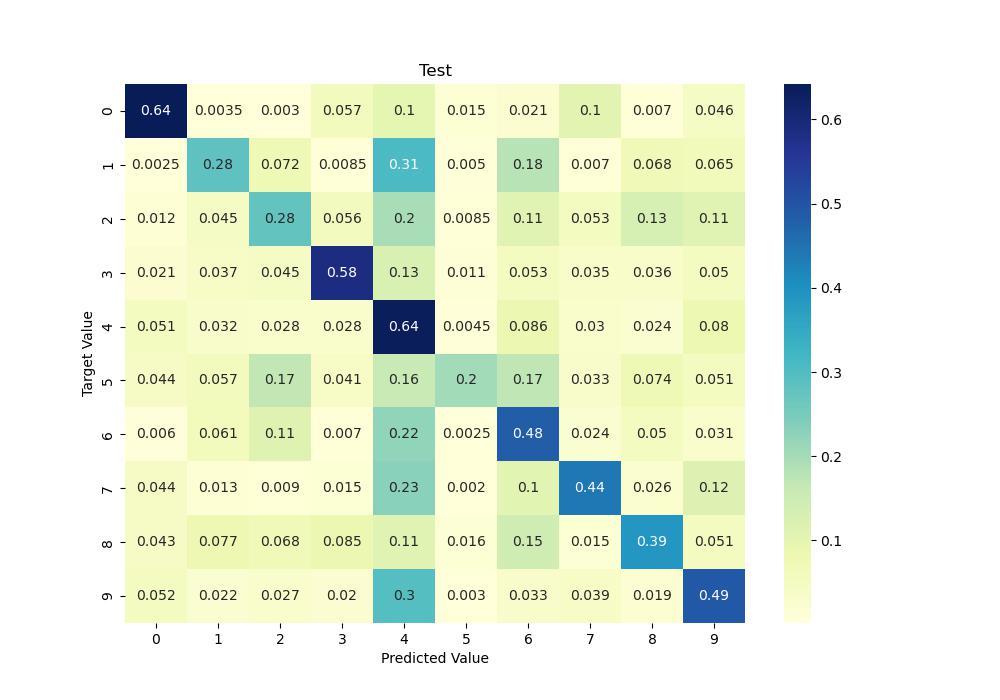 Test
0 0.64 0.0035 0.003 0.057 0.1 0.015 0.021 0.1 0.007 0.046
1 0.0025 0.28 0.072 0.0085 0.31 0.005 0.18 0.007 0.068 0.065
2 0.012 0.045 0.28 0.056 0.2 0.0085 0.11 0.053 0.13 0.11
3 0.021 0.037 0.045 0.58 0.13 0.011 0.053 0.035 0.036 0.05
4 0.051 0.032 0.028 0.028 0.64 0.0045 0.086 0.03 0.024 0.08
5 0.044 0.057 0.17 0.041 0.16 0.2 0.17 0.033 0.074 0.051
6 0.006 0.061 0.11 0.007 0.22 0.0025 0.48 0.024 0.05 0.031
7 0.044 0.013 0.009 0.015 0.23 0.002 0.1 0.44 0.026 0.12
8 0.043 0.077 0.068 0.085 0.11 0.016 0.15 0.015 0.39 0.051
9 0.052 0.022 0.027 0.02 0.3 0.003 0.033 0.039 0.019 0.49
0 1 2 3 4 5 6 7 8 9
Predicted Value
Target Value
0.6
0.5
0.4
0.3
0.2
0.1